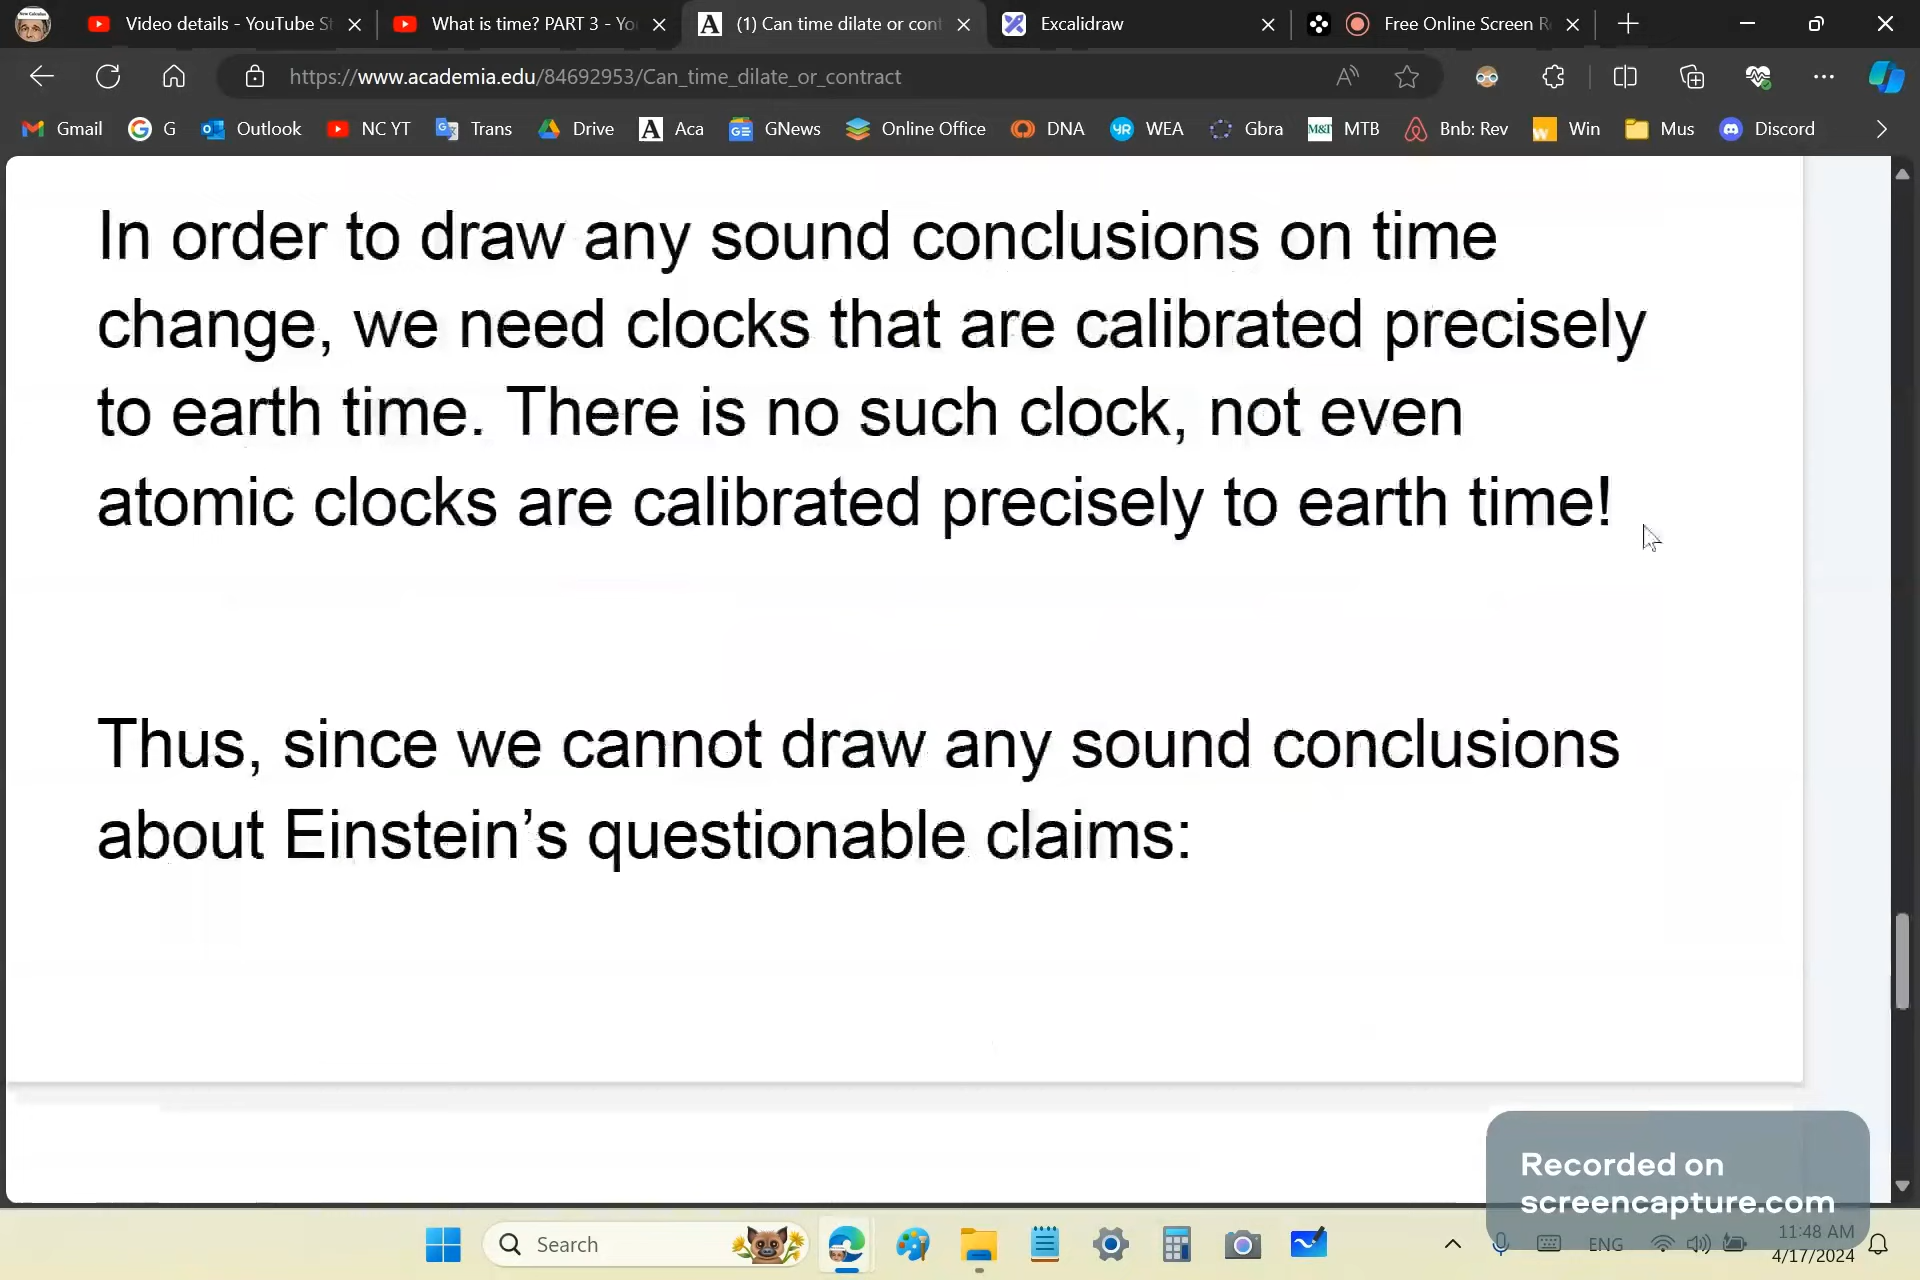 Video details - YouTube St
What is time? PART 3 - Yo
(1) Can time dilate or cont
Excalidraw
Free Online Screen R
https://www.academia.edu/84692953/Can_time_dilate_or_contract
Gmail G Outlook NC YT Trans Drive Aca GNews Online Office DNA WEA Gbra MTB Bnb: Rev Win Mus Discord
In order to draw any sound conclusions on time
change, we need clocks that are calibrated precisely
to earth time. There is no such clock, not even
atomic clocks are calibrated precisely to earth time!
Thus, since we cannot draw any sound conclusions
about Einstein’s questionable claims:
Recorded on
screencapture.com
Search
ENG
11:48 AM
4/17/2024